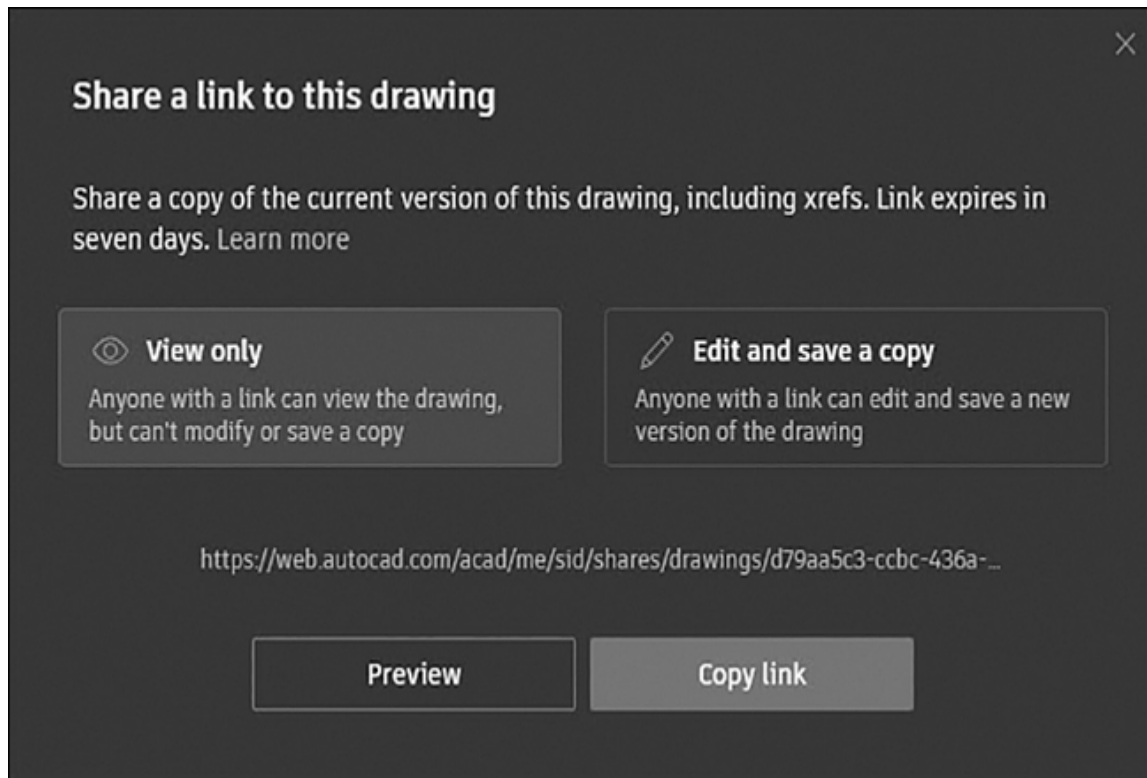 Share a link to this drawing
Share a copy of the current version of this drawing, including xrefs. Link expires in
seven days. Learn more
View only
Anyone with a link can view the drawing,
but can't modify or save a copy
Edit and save a copy
Anyone with a link can edit and save a new
version of the drawing
https://web.autocad.com/acad/me/sid/shares/drawings/d79aa5c3-ccbc-436a-...
Preview
Copy link